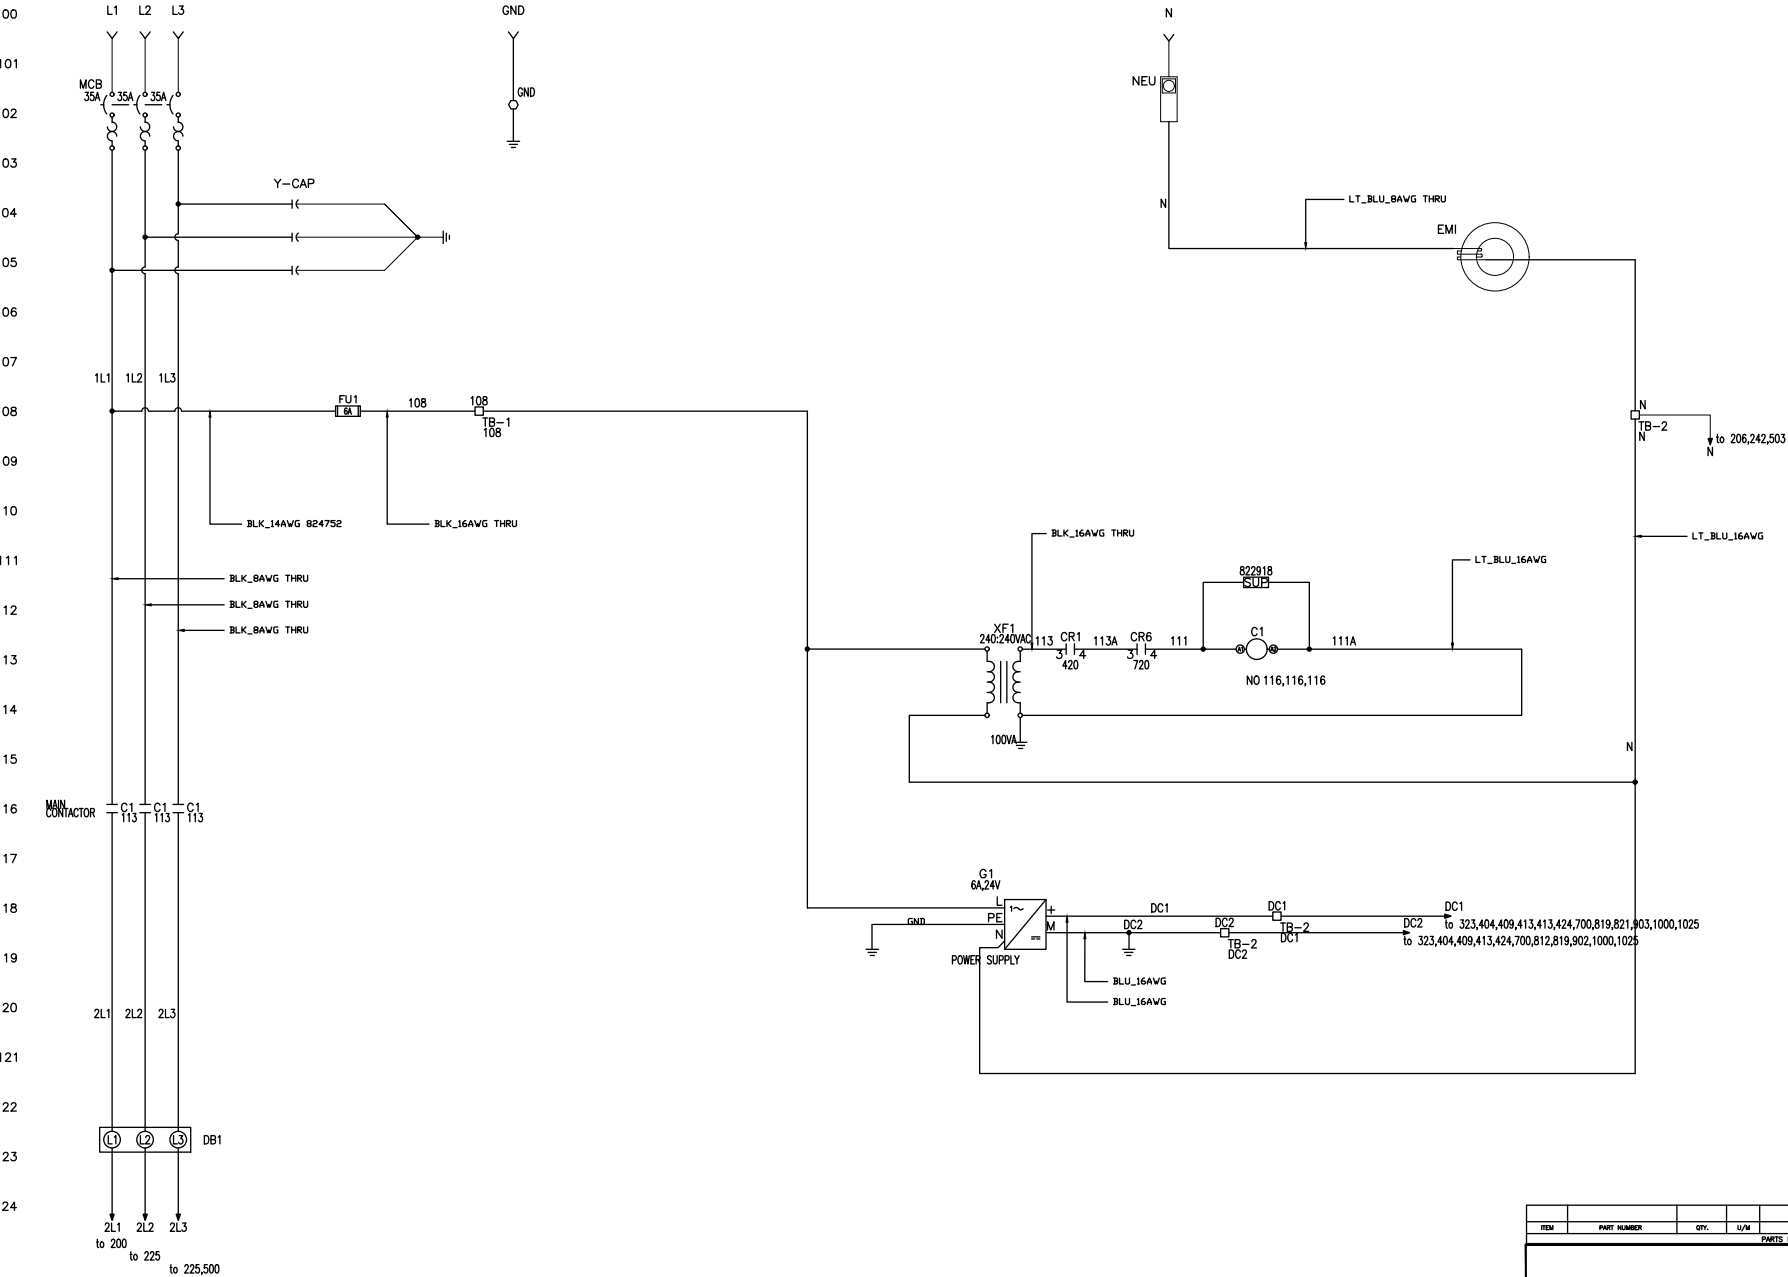 00 L1 L2 L3 GND N
101
MCB NEU
35A 35A 35A GND
02
03
Y-CAP
04 N LT_BLU_8AWG THRU
EMI
05
06
07
1L1 1L2 1L3
FU1 108 N
08 6A 108
TB-1 TB-2
108 N to 206,242,503
09 N
10 BLK_14AWG 824752 BLK_16AWG THRU
BLK_16AWG THRU LT_BLU_16AWG
111 LT_BLU_16AWG
822918
BLK_8AWG THRU SUP
12 BLK_8AWG THRU
BLK_8AWG THRU XF1 C1
240:240VAC 113 CR1 113A CR6 111 A1 A2 111A
13 3 4 3 4
420 720
NO 116,116,116
14
100VA
N
15
MAIN
CONTACTOR
16 C1 C1 C1
113 113 113
17
G1
6A,24V
18 L 1~ + DC1 DC1 DC1
GND PE M DC2 DC2 TB-2 DC2 to 323,404,409,413,413,424,700,819,821,903,1000,1025
N TB-2 DC1 to 323,404,409,413,424,700,812,819,902,1000,1025
19 DC2
POWER SUPPLY
BLU_16AWG
BLU_16AWG
20
2L1 2L2 2L3
121
22
L1 L2 L3 DB1
23
24
2L1 2L2 2L3
to 200
to 225
to 225,500
ITEM PART NUMBER QTY. U/M
PARTS